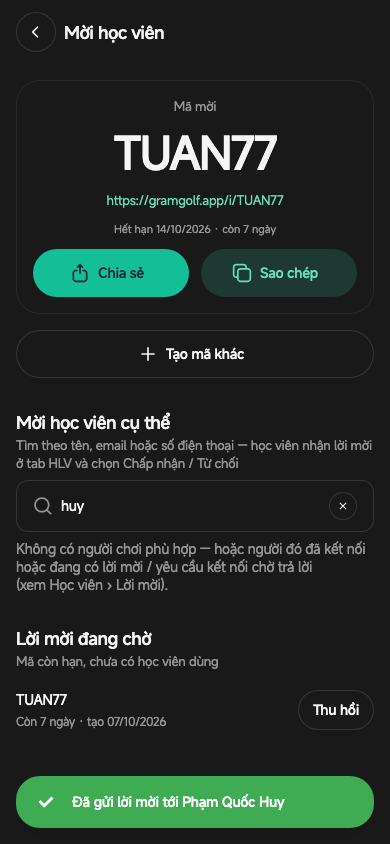 Mời học viên
Mã mời
TUAN77
https://gramgolf.app/i/TUAN77
Hết hạn 14/10/2026 · còn 7 ngày
Chia sẻ
Sao chép
Tạo mã khác
Mời học viên cụ thể
Tìm theo tên, email hoặc số điện thoại — học viên nhận lời mời
ở tab HLV và chọn Chấp nhận / Từ chối
huy
Không có người chơi phù hợp — hoặc người đó đã kết nối
hoặc đang có lời mời / yêu cầu kết nối chờ trả lời
(xem Học viên › Lời mời).
Lời mời đang chờ
Mã còn hạn, chưa có học viên dùng
TUAN77
Còn 7 ngày · tạo 07/10/2026
Thu hồi
Đã gửi lời mời tới Phạm Quốc Huy